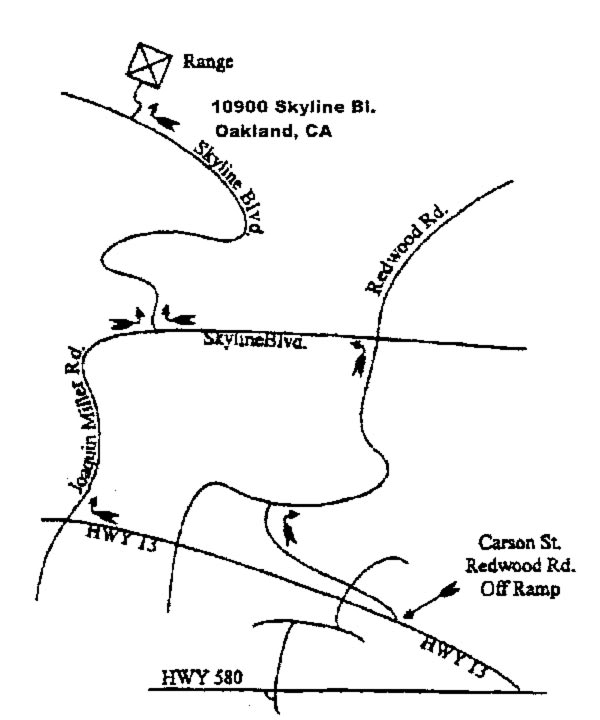 Range
10900 Skyline Bl.
Oakland, CA
Skyline Blvd.
Redwood Rd.
SkylineBlvd.
Joaquin Miller Rd.
HWY 13
Carson St.
Redwood Rd.
Off Ramp
HWY 13
HWY 580